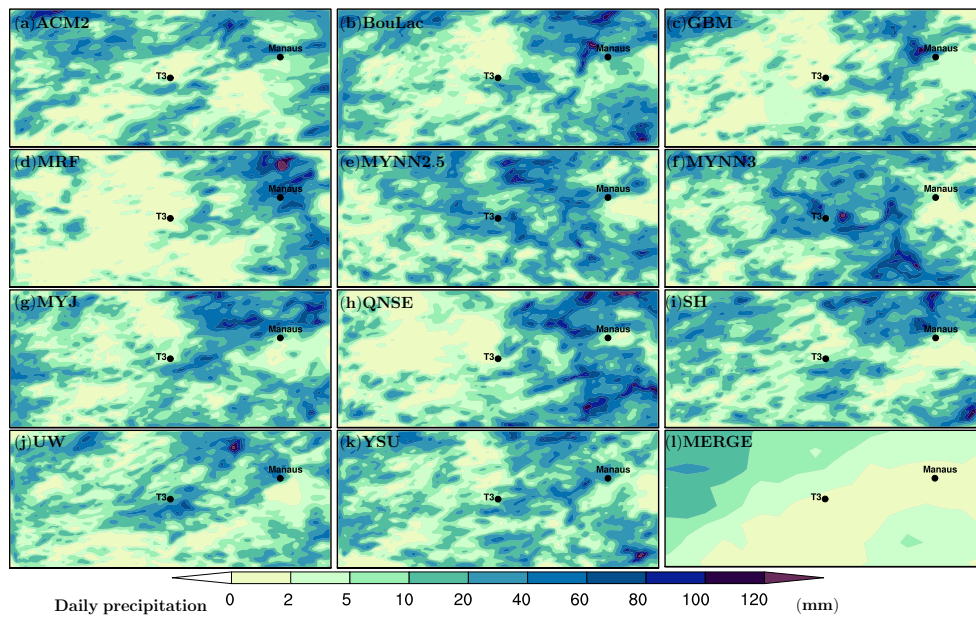 (a)ACM2 (b)BouLac (c)GBM
Manaus Manaus Manaus
T3 T3 T3
(d)MRF (e)MYNN2.5 (f)MYNN3
Manaus Manaus Manaus
T3 T3 T3
(g)MYJ (h)QNSE (i)SH
Manaus Manaus Manaus
T3 T3 T3
(j)UW (k)YSU (l)MERGE
Manaus Manaus Manaus
T3 T3 T3
0 2 5 10 20 40 60 80 100 120
Daily precipitation (mm)